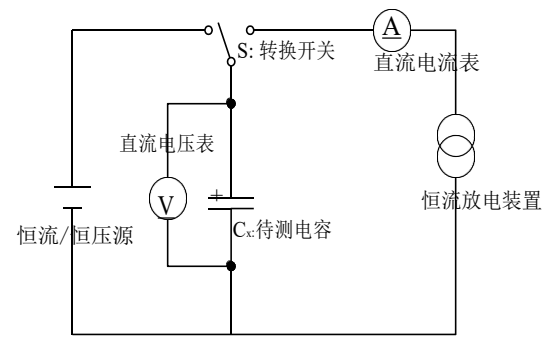 A
S: 转换开关
直流电流表
直流电压表
V
+
恒流放电装置
Cx:待测电容
恒流/恒压源